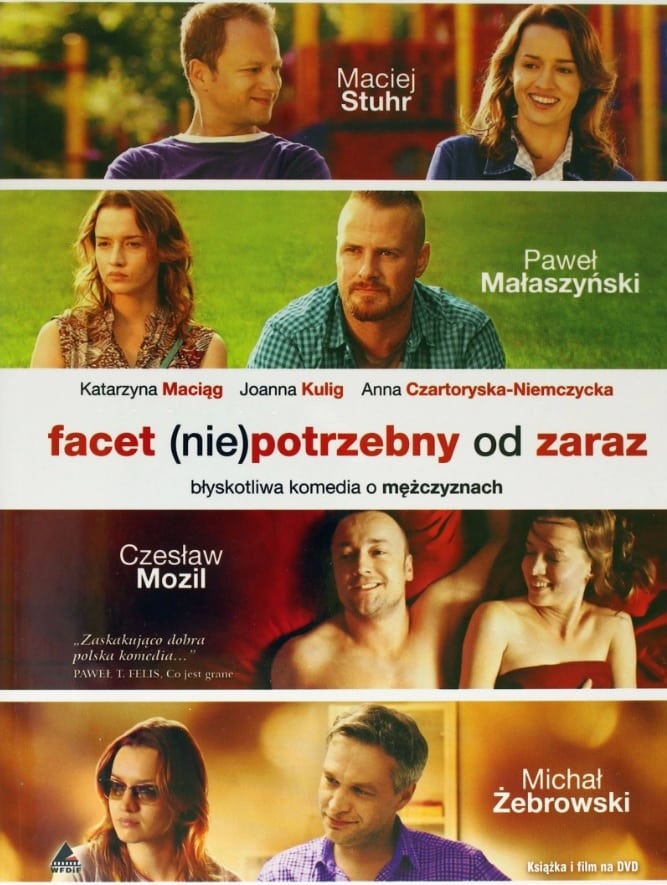 Maciej
Stuhr
Paweł
Małaszyński
Katarzyna Maciąg Joanna Kulig Anna Czartoryska-Niemczycka
facet (nie)potrzebny od zaraz
błyskotliwa komedia o mężczyznach
Czesław
Mozil
„Zaskakująco dobra
polska komedia…”
PAWEŁ T. FELIS, Co jest grane
Michał
Żebrowski
WFDiF
Książka i film na DVD